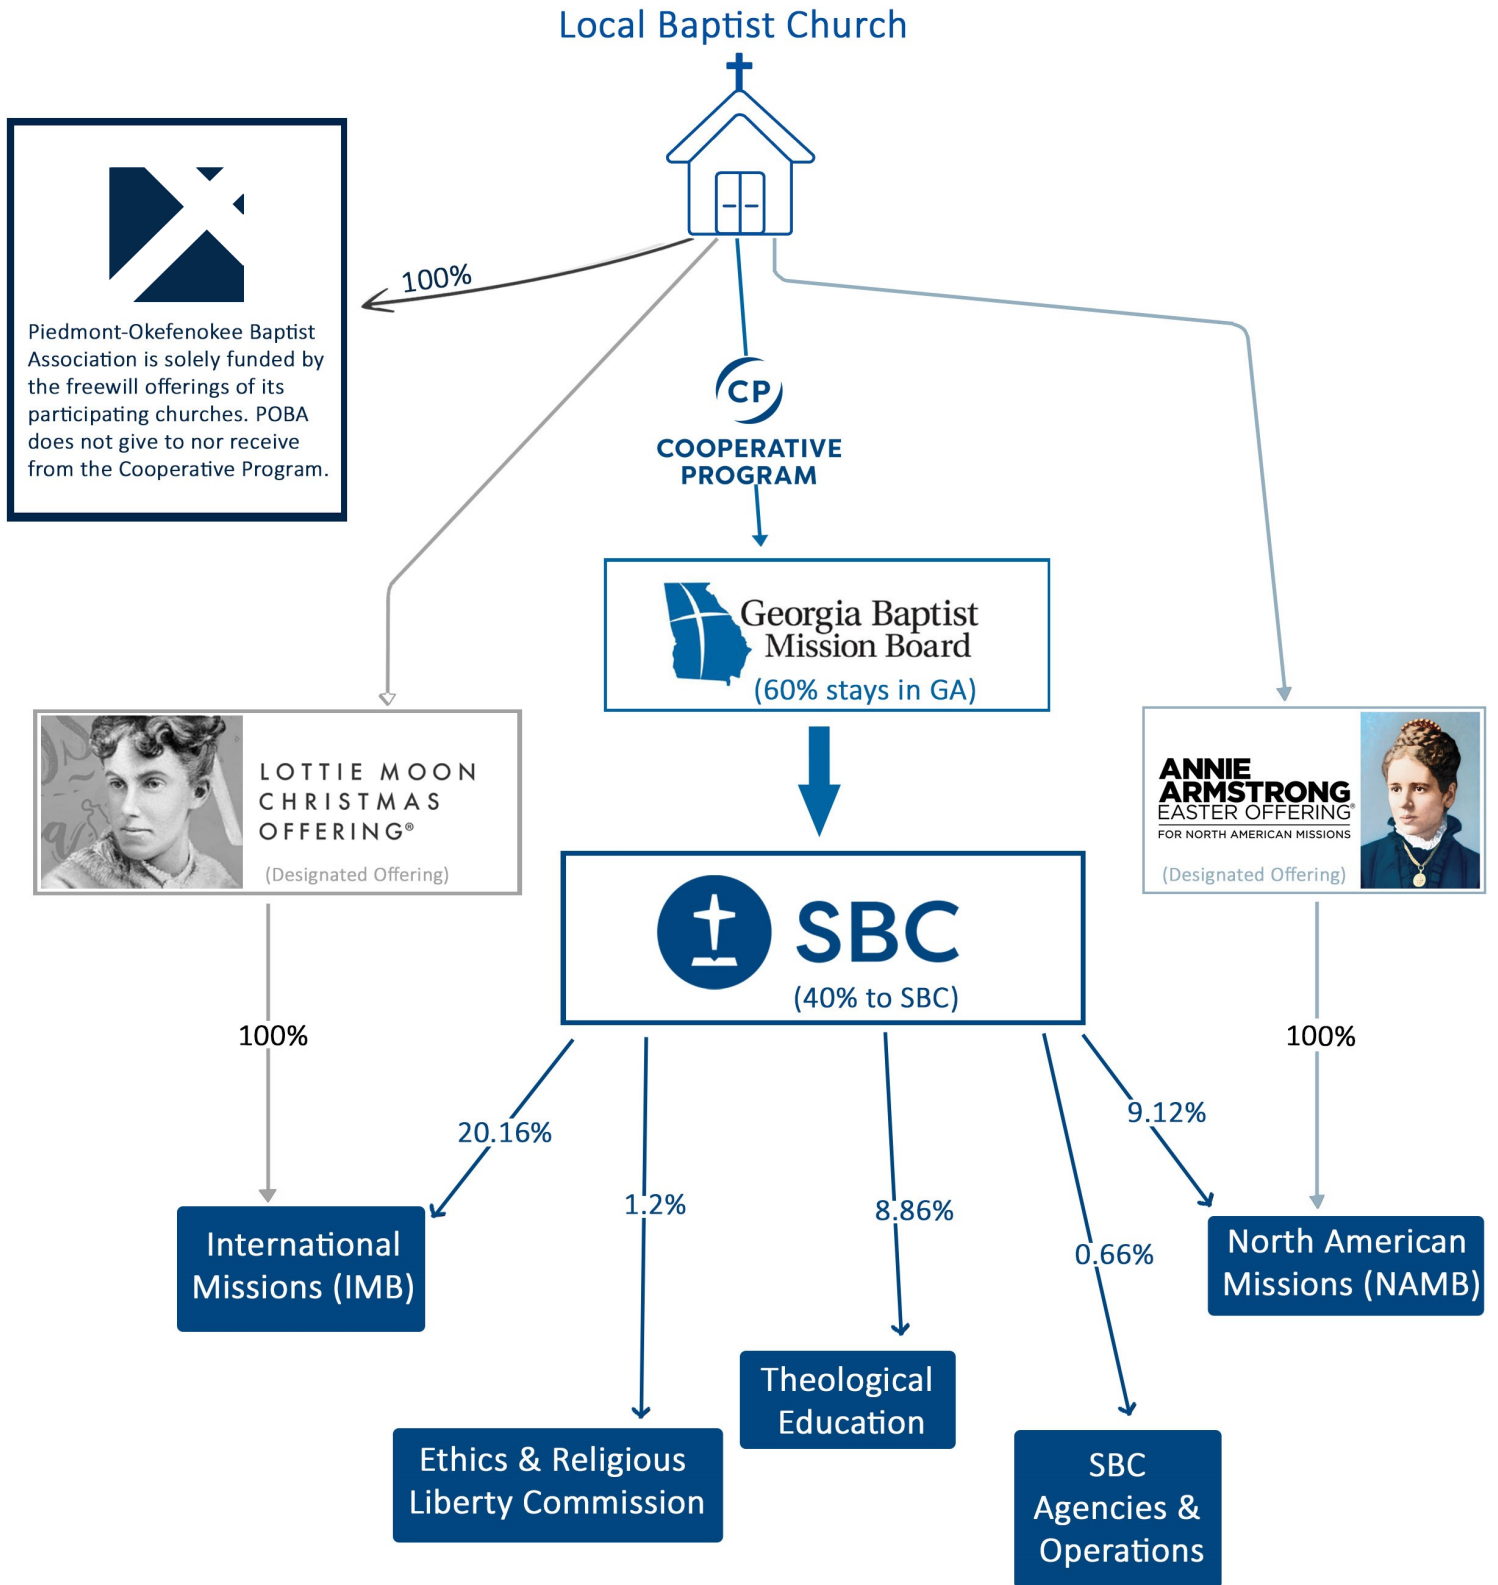 Local Baptist Church
100%
Piedmont-Okefenokee Baptist
Association is solely funded by
the freewill offerings of its
participating churches. POBA
does not give to nor receive
from the Cooperative Program.
CP
COOPERATIVE
PROGRAM
Georgia Baptist
Mission Board
(60% stays in GA)
LOTTIE MOON
CHRISTMAS
OFFERING®
(Designated Offering)
ANNIE
ARMSTRONG
EASTER OFFERING®
FOR NORTH AMERICAN MISSIONS
(Designated Offering)
SBC
(40% to SBC)
100%
100%
20.16%
9.12%
1.2%
8.86%
0.66%
International
Missions (IMB)
North American
Missions (NAMB)
Theological
Education
Ethics & Religious
Liberty Commission
SBC
Agencies &
Operations